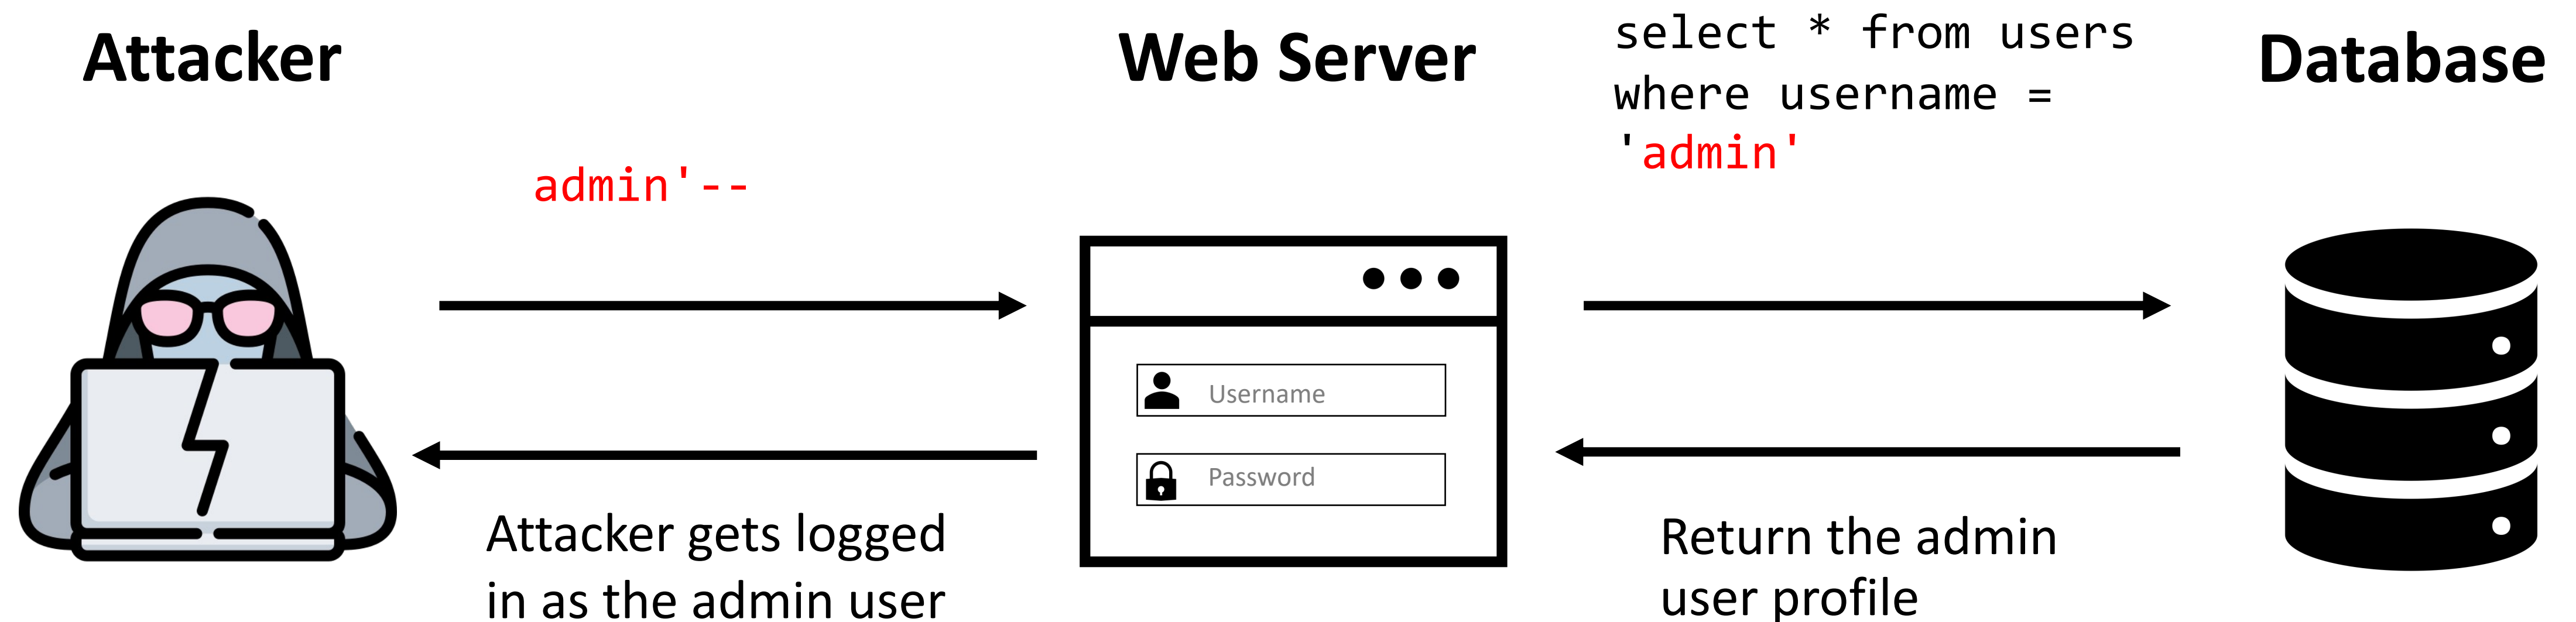 Attacker
Web Server
select * from users
where username =
'admin'
Database
admin'--
Username
Password
Attacker gets logged
in as the admin user
Return the admin
user profile